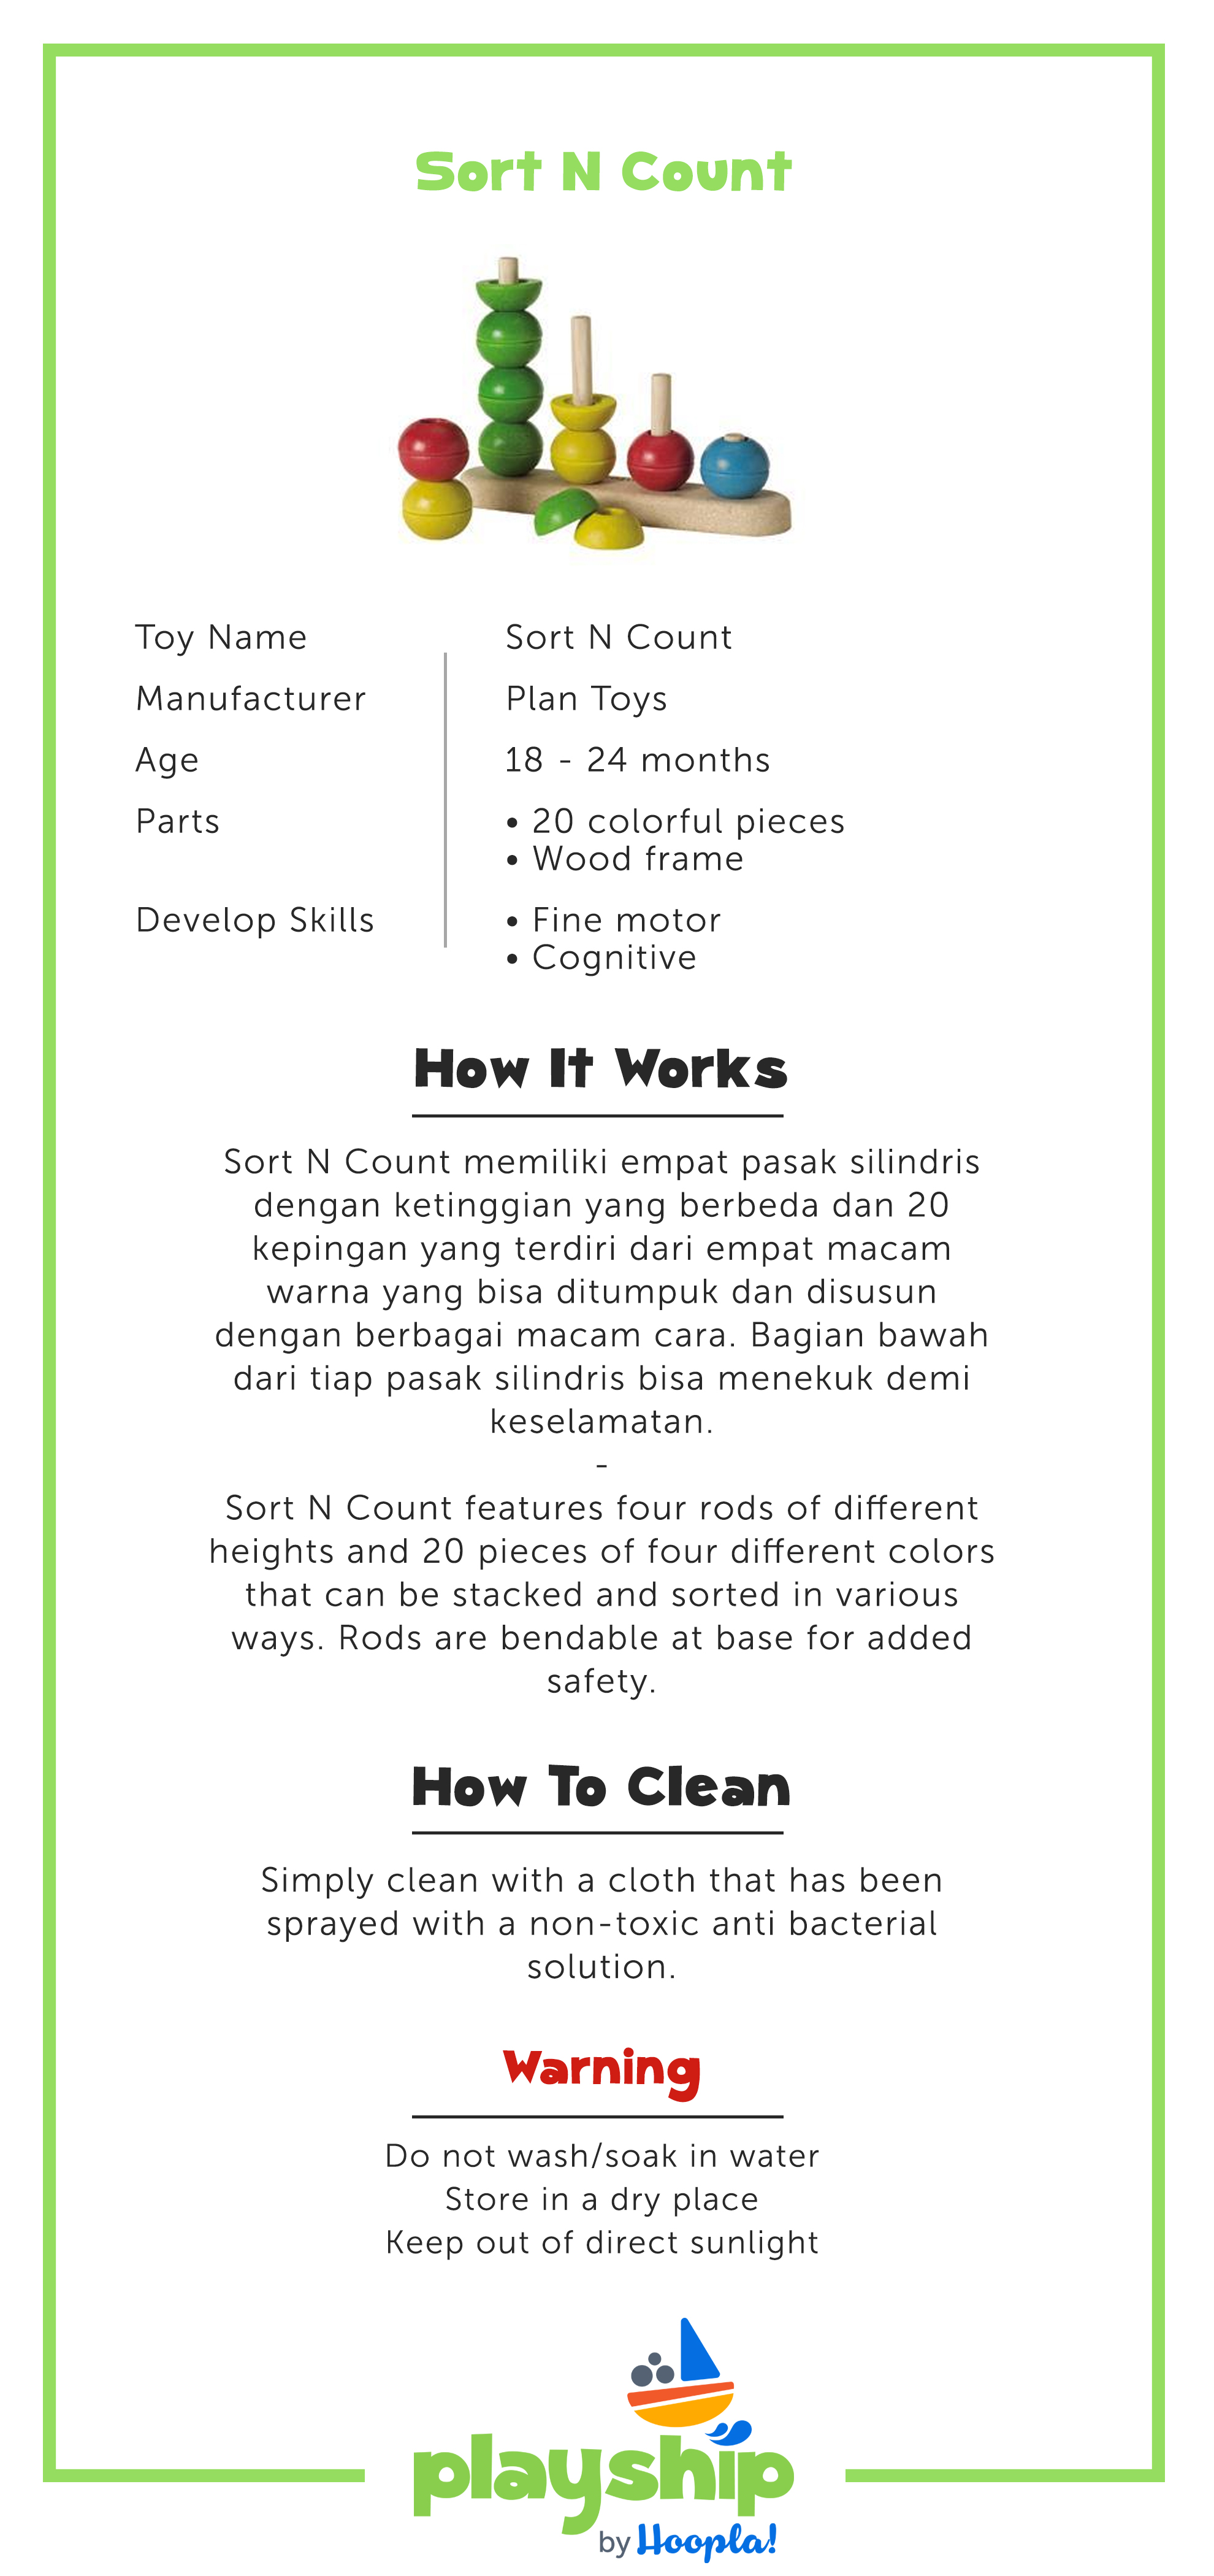 Sort N Count
Toy Name
Sort N Count
Manufacturer
Plan Toys
Age
18 - 24 months
Parts
• 20 colorful pieces
• Wood frame
Develop Skills
• Fine motor
• Cognitive
How It Works
Sort N Count memiliki empat pasak silindris
dengan ketinggian yang berbeda dan 20
kepingan yang terdiri dari empat macam
warna yang bisa ditumpuk dan disusun
dengan berbagai macam cara. Bagian bawah
dari tiap pasak silindris bisa menekuk demi
keselamatan.
-
Sort N Count features four rods of different
heights and 20 pieces of four different colors
that can be stacked and sorted in various
ways. Rods are bendable at base for added
safety.
How To Clean
Simply clean with a cloth that has been
sprayed with a non-toxic anti bacterial
solution.
Warning
Do not wash/soak in water
Store in a dry place
Keep out of direct sunlight
playship
by Hoopla!